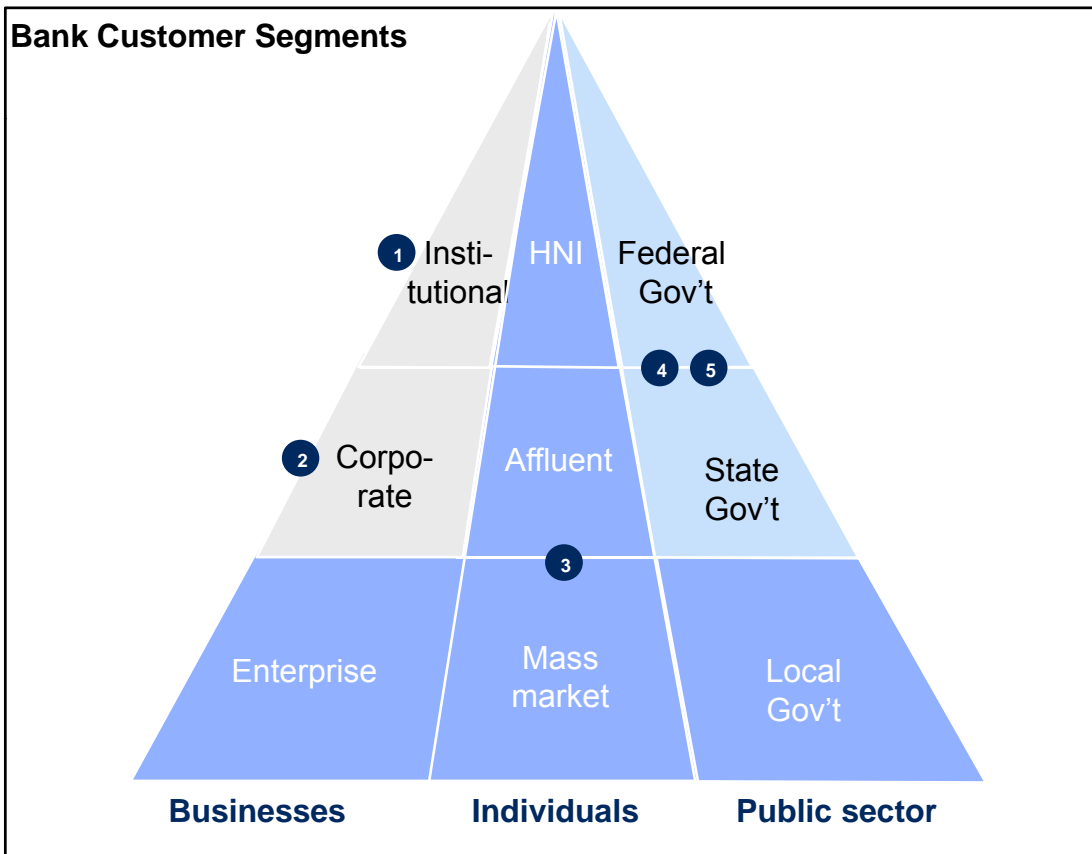 Bank Customer Segments
1
Insti-
tutional
HNI
Federal
Gov't
4
5
2
Corpo-
rate
Affluent
State
Gov't
3
Enterprise
Mass
market
Local
Gov't
Businesses
Individuals
Public sector